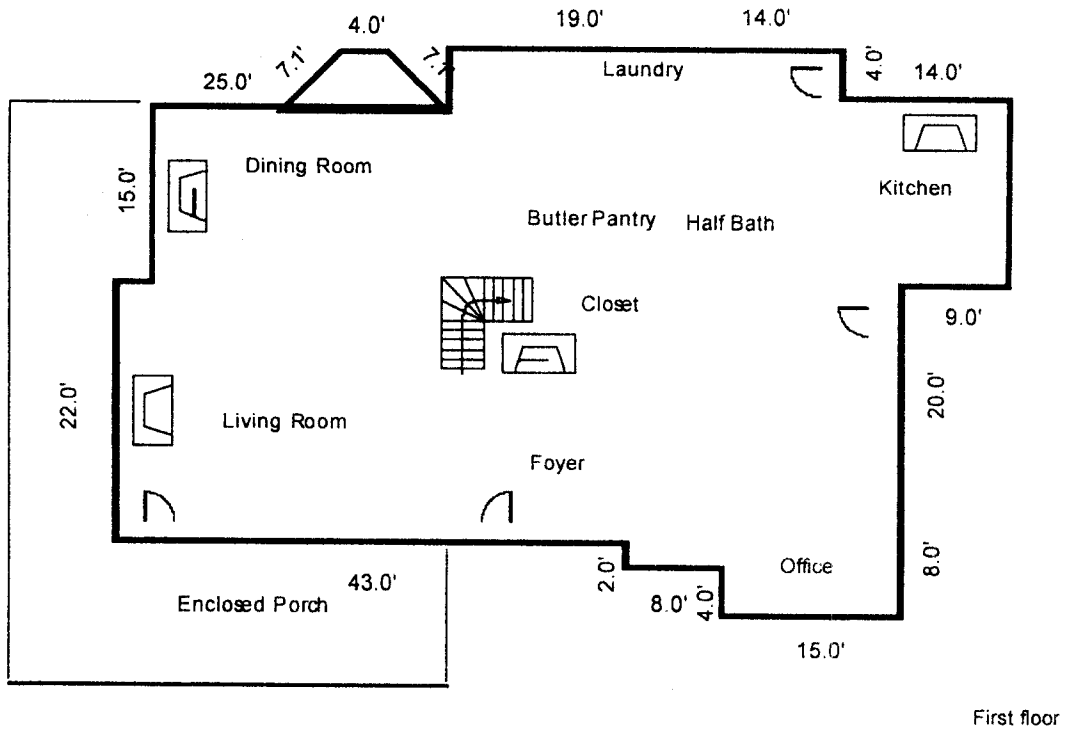 4.0'
19.0'
14.0'
7.1'
7.1
4.0'
25.0'
Laundry
14.0'
15.0'
Dining Room
Kitchen
Butler Pantry
Half Bath
Closet
9.0'
22.0'
20.0'
Living Room
Foyer
2.0'
Office
8.0'
43.0'
8.0'
4.0'
Enclosed Porch
15.0'
First floor